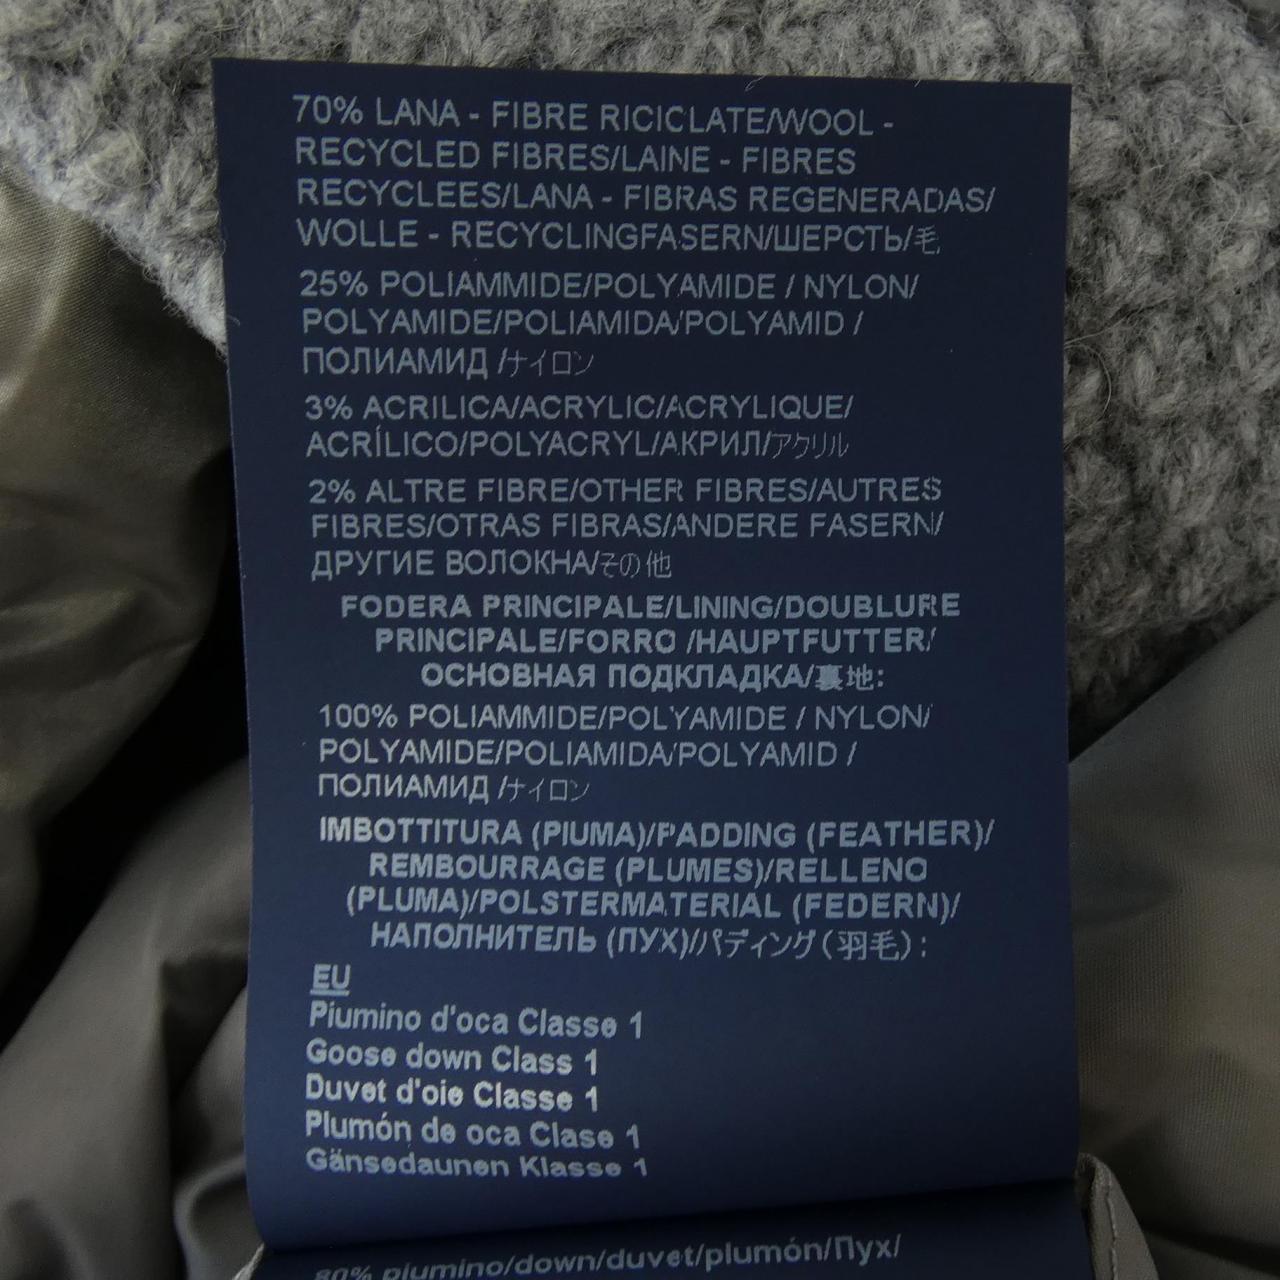 70% LANA - FIBRE RICICLATE/WOOL -
RECYCLED FIBRES/LAINE - FIBRES
RECYCLEES/LANA - FIBRAS REGENERADAS/
WOLLE - RECYCLINGFASERN/ШЕРСТЬ/毛
25% POLIAMMIDE/POLYAMIDE / NYLON/
POLYAMIDE/POLIAMIDA/POLYAMID /
ПОЛИАМИД /ナイロン
3% ACRILICA/ACRYLIC/ACRYLIQUE/
ACRÍLICO/POLYACRYL/АКРИЛ/アクリル
2% ALTRE FIBRE/OTHER FIBRES/AUTRES
FIBRES/OTRAS FIBRAS/ANDERE FASERN/
ДРУГИЕ ВОЛОКНА/その他
FODERA PRINCIPALE/LINING/DOUBLURE
PRINCIPALE/FORRO /HAUPTFUTTER/
ОСНОВНАЯ ПОДКЛАДКА/裏地:
100% POLIAMMIDE/POLYAMIDE / NYLON/
POLYAMIDE/POLIAMIDA/POLYAMID /
ПОЛИАМИД /ナイロン
IMBOTTITURA (PIUMA)/PADDING (FEATHER)/
REMBOURRAGE (PLUMES)/RELLENO
(PLUMA)/POLSTERMATERIAL (FEDERN)/
НАПОЛНИТЕЛЬ (ПУХ)/パディング(羽毛):
EU
Piumino d'oca Classe 1
Goose down Class 1
Duvet d'oie Classe 1
Plumón de oca Clase 1
Gänsedaunen Klasse 1
80% piumino/down/duvet/plumón/Пух/